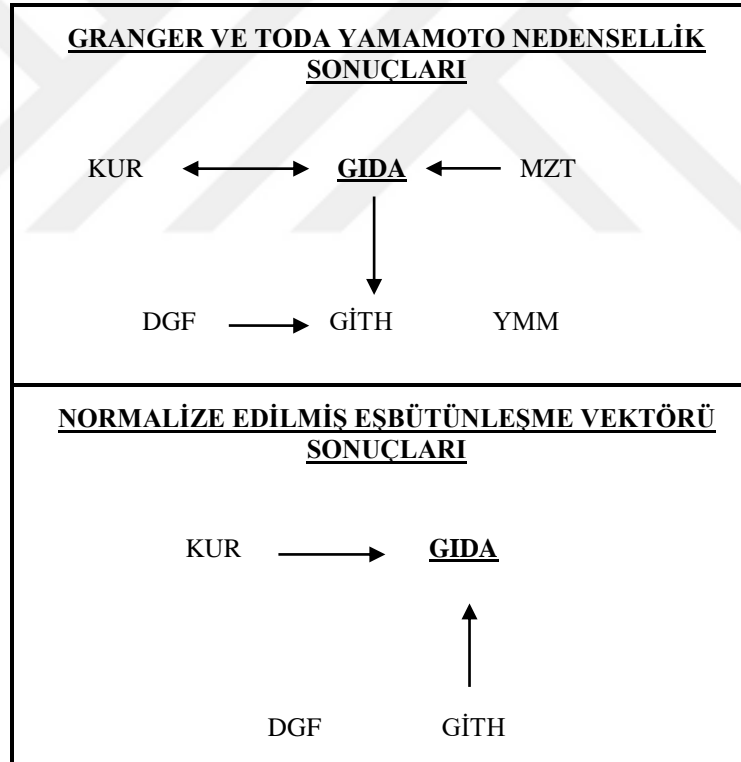 GRANGER VE TODA YAMAMOTO NEDENSELLİK
SONUÇLARI
KUR GIDA MZT
DGF GİTH YMM
NORMALİZE EDİLMİŞ EŞBÜTÜNLEŞME VEKTÖRÜ
SONUÇLARI
KUR GIDA
DGF GİTH